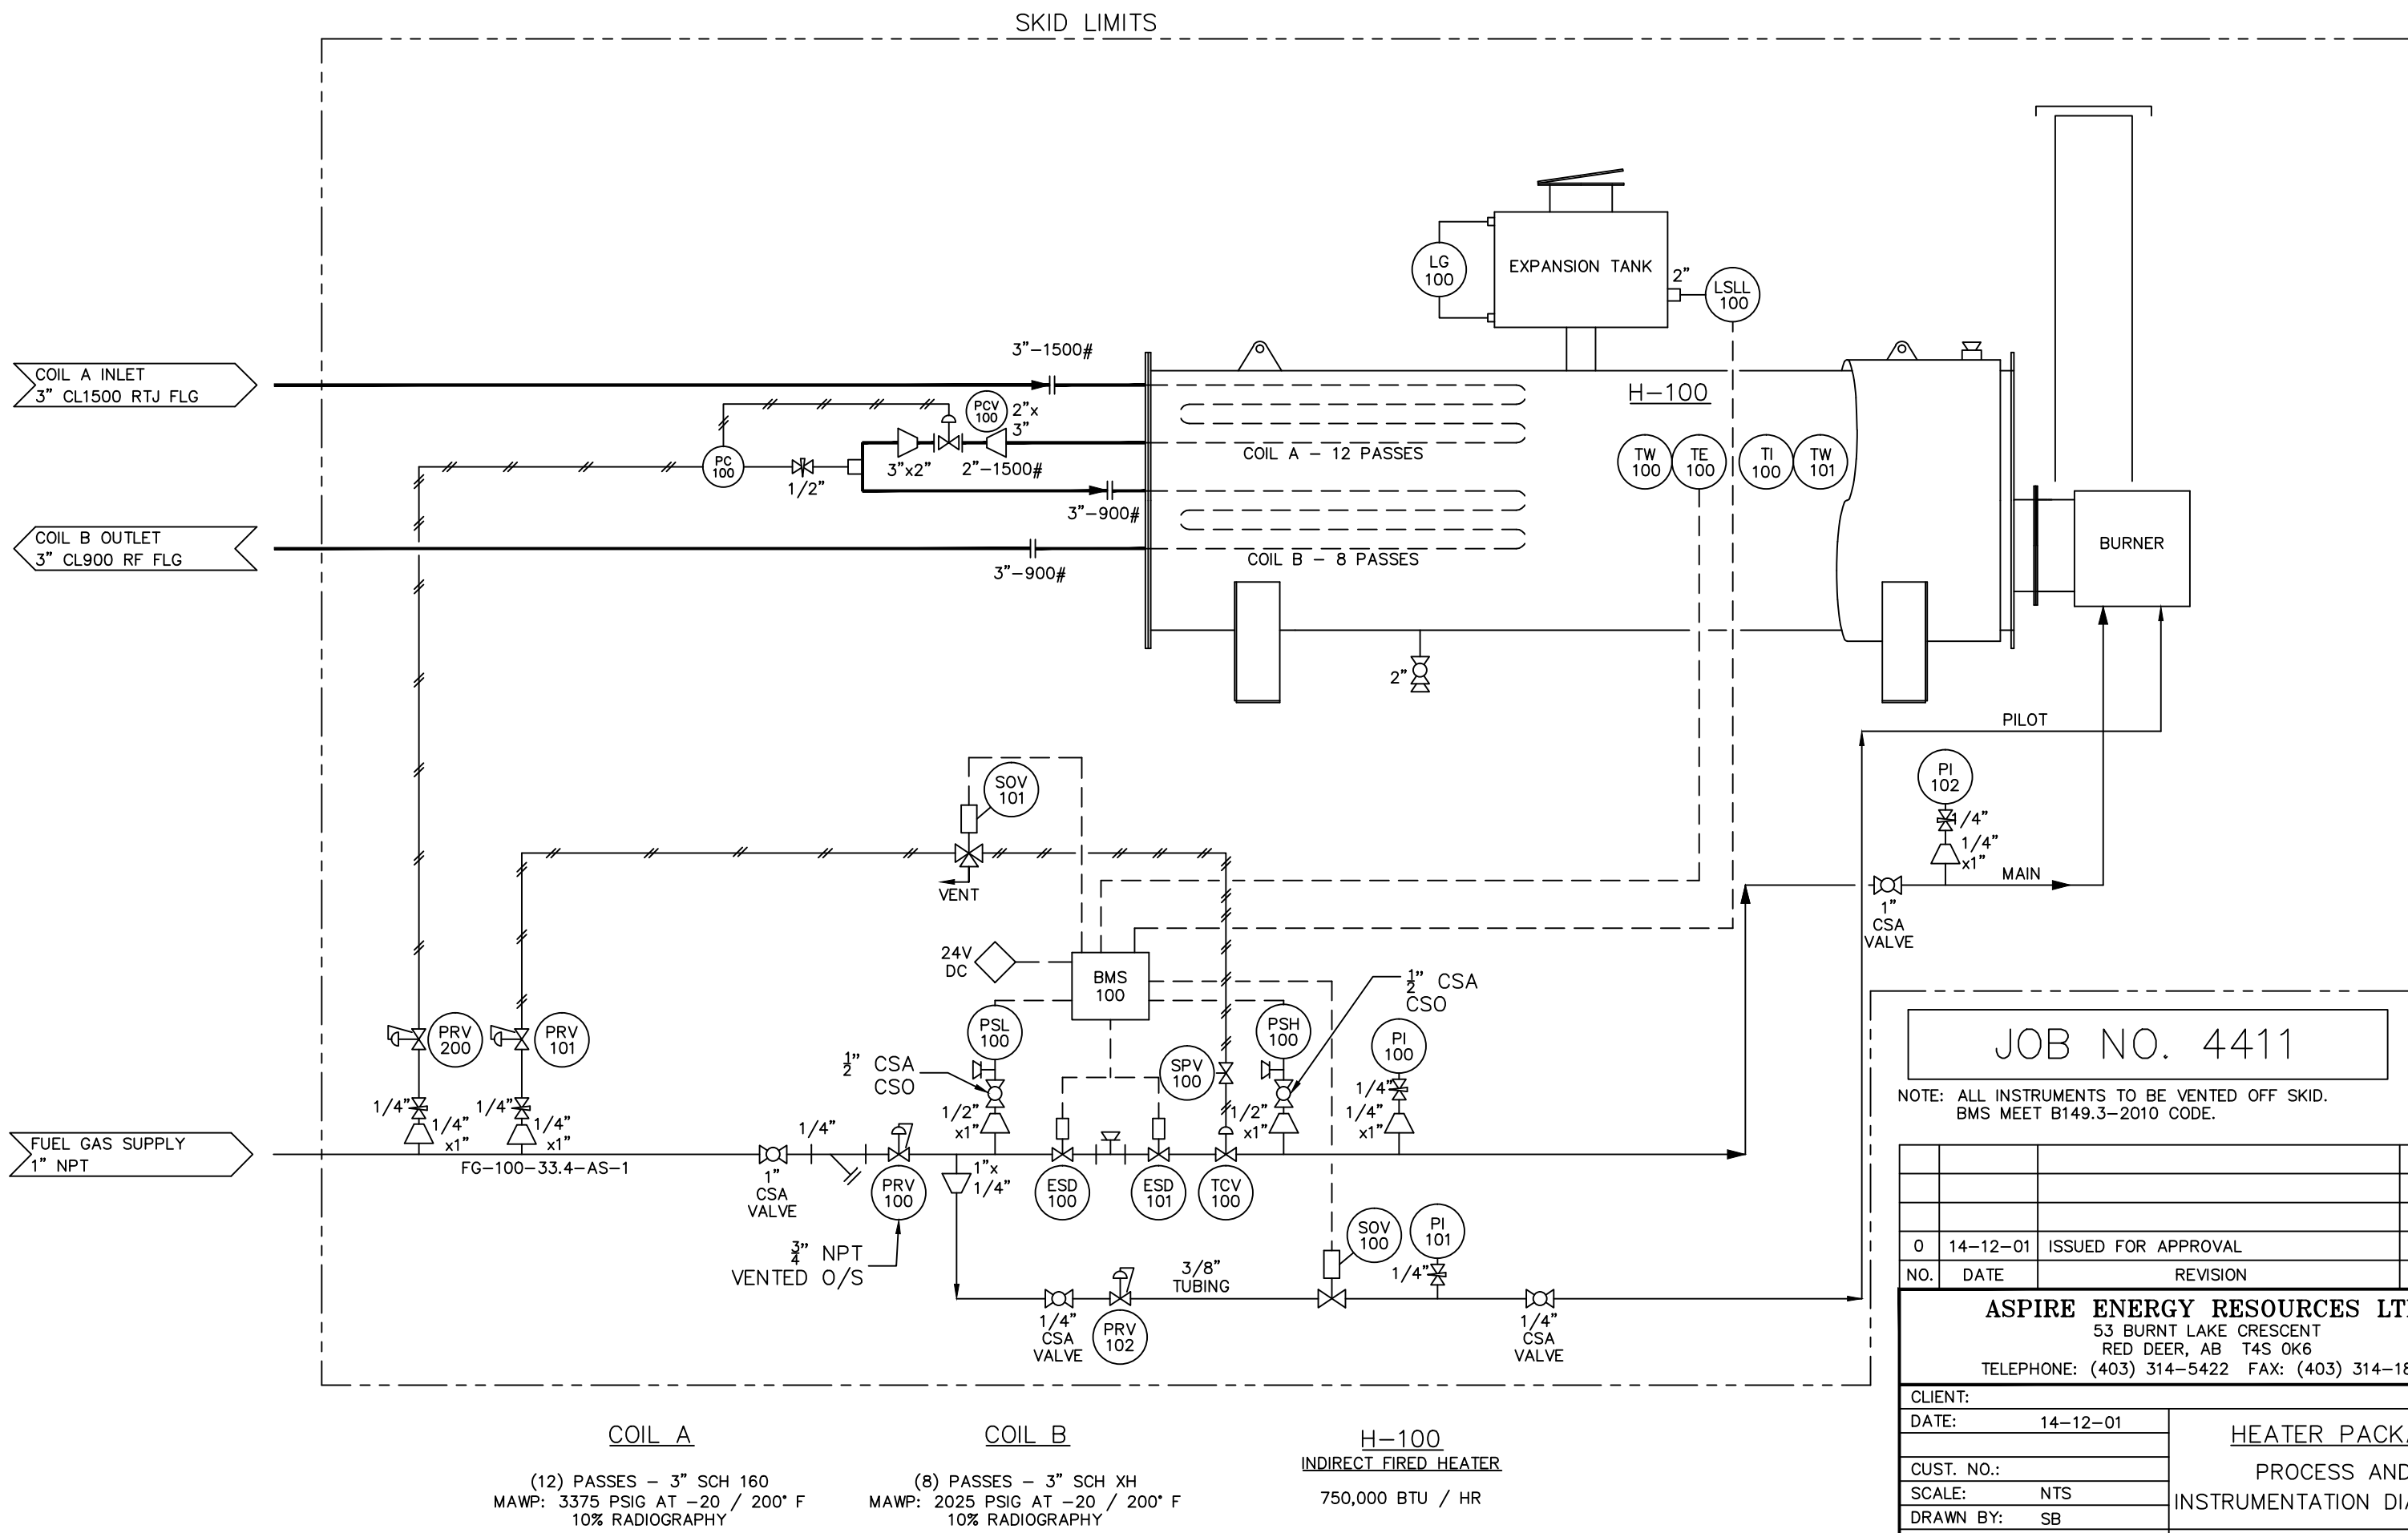 SKID LIMITS
COIL A INLET
3" CL1500 RTJ FLG
COIL B OUTLET
3" CL900 RF FLG
FUEL GAS SUPPLY
1" NPT
3"-1500#
PCV
100
2"x
3"
PC
100
1/2"
3"x2"
2"-1500#
3"-900#
3"-900#
COIL A - 12 PASSES
COIL B - 8 PASSES
LG
100
EXPANSION TANK
2"
LSLL
100
H-100
TW
100
TE
100
TI
100
TW
101
BURNER
2"
PILOT
PI
102
1/4"
1/4"
x1"
MAIN
1"
CSA
VALVE
SOV
101
VENT
24V
DC
BMS
100
PRV
200
PRV
101
1/4"
1/4"
x1"
1/4"
1/4"
x1"
FG-100-33.4-AS-1
1"
CSA
VALVE
1/4"
PRV
100
3/4" NPT
VENTED O/S
1/2" CSA
CSO
PSL
100
1/2"
x1"
1"x
1/4"
ESD
100
ESD
101
SPV
100
TCV
100
PSH
100
1/2"
x1"
1/2" CSA
CSO
PI
100
1/4"
1/4"
x1"
1/4"
CSA
VALVE
PRV
102
3/8"
TUBING
SOV
100
PI
101
1/4"
1/4"
CSA
VALVE
JOB NO. 4411
NOTE: ALL INSTRUMENTS TO BE VENTED OFF SKID.
BMS MEET B149.3-2010 CODE.
0 14-12-01 ISSUED FOR APPROVAL
NO. DATE REVISION
ASPIRE ENERGY RESOURCES
53 BURNT LAKE CRESCENT
RED DEER, AB T4S 0K6
TELEPHONE: (403) 314-5422 FAX: (403) 314-18
CLIENT:
DATE: 14-12-01
CUST. NO.:
SCALE: NTS
DRAWN BY: SB
HEATER
PROCESS AND
INSTRUMENTATION
COIL A
(12) PASSES - 3" SCH 160
MAWP: 3375 PSIG AT -20 / 200° F
10% RADIOGRAPHY
COIL B
(8) PASSES - 3" SCH XH
MAWP: 2025 PSIG AT -20 / 200° F
10% RADIOGRAPHY
H-100
INDIRECT FIRED HEATER
750,000 BTU / HR